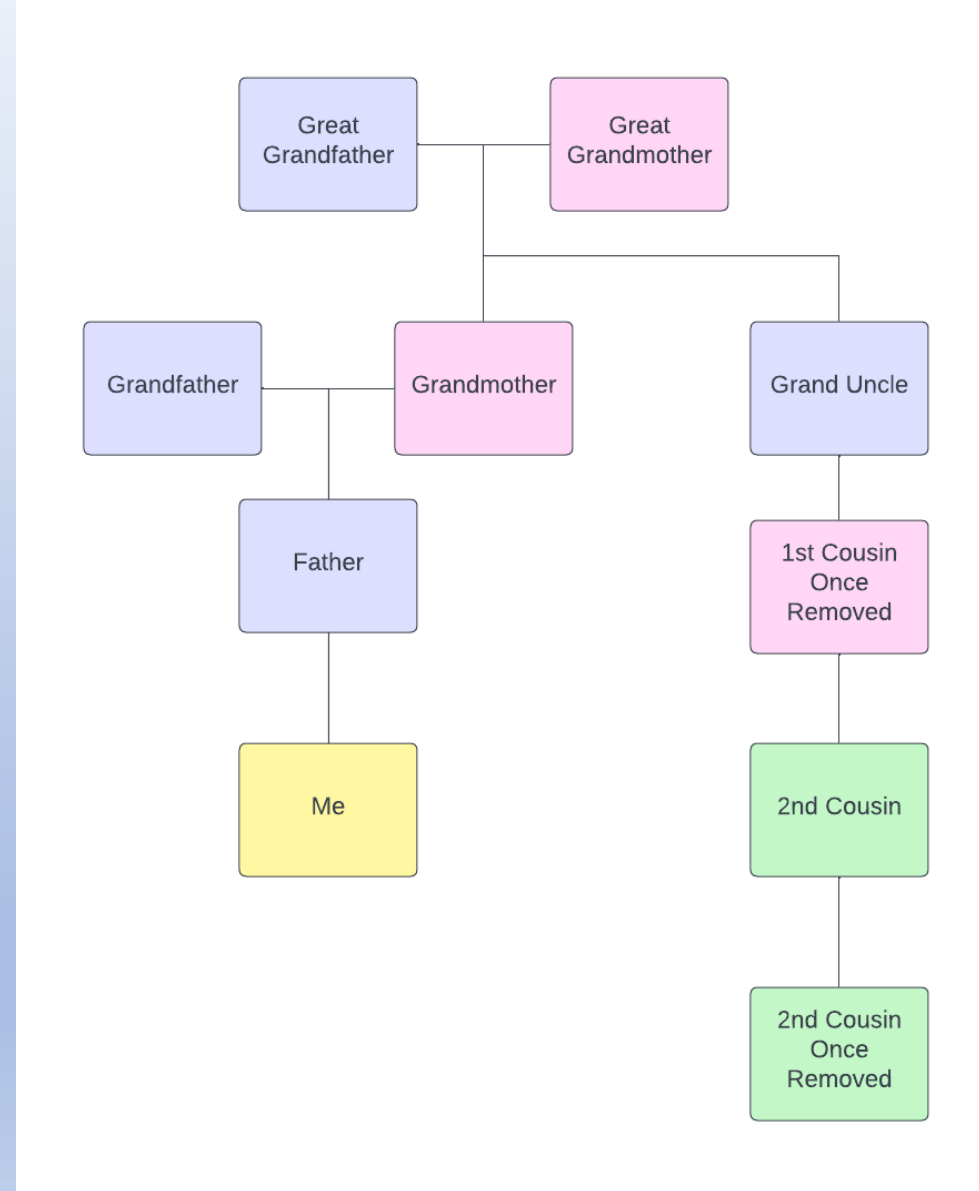 Great
Grandfather
Great
Grandmother
Grandfather
Grandmother
Grand Uncle
Father
1st Cousin
Once
Removed
Me
2nd Cousin
2nd Cousin
Once
Removed